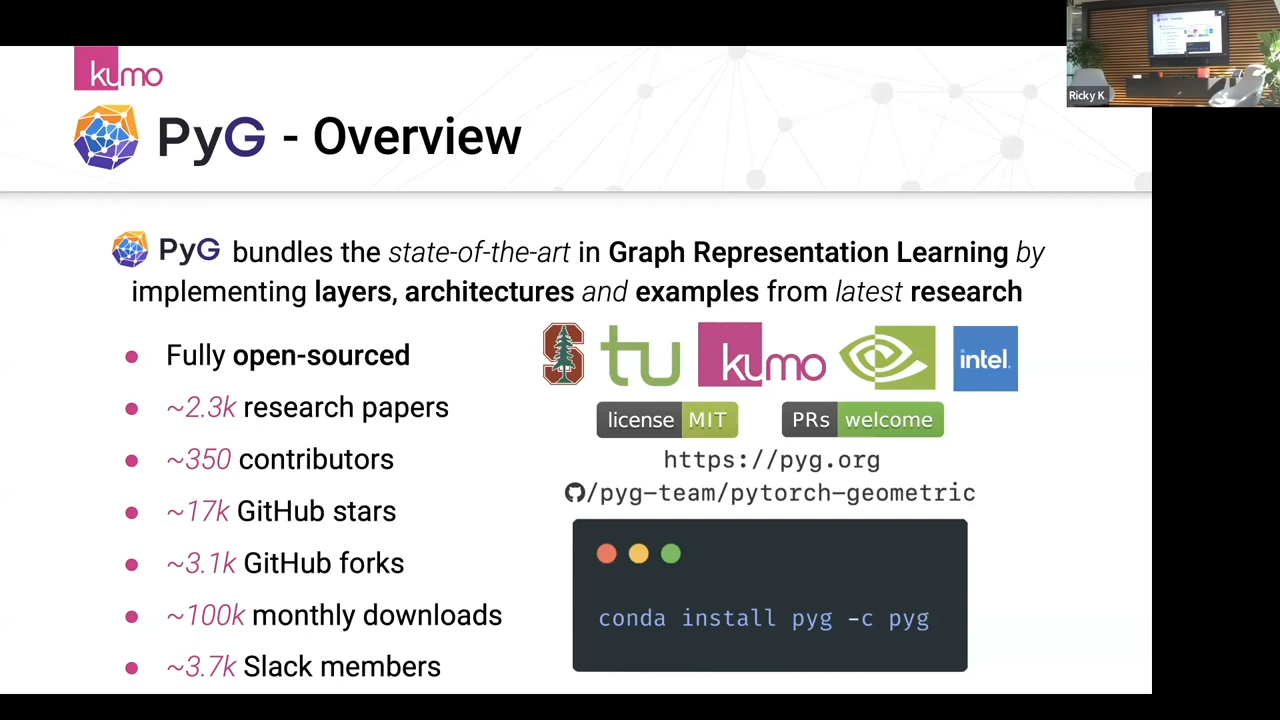 kumo
Ricky K
PyG - Overview
PyG bundles the state-of-the-art in Graph Representation Learning by
implementing layers, architectures and examples from latest research
● Fully open-sourced
● ~2.3k research papers
● ~350 contributors
● ~17k GitHub stars
● ~3.1k GitHub forks
● ~100k monthly downloads
● ~3.7k Slack members
S tu kumo intel.
license MIT PRs welcome
https://pyg.org
/pyg-team/pytorch-geometric
conda install pyg -c pyg